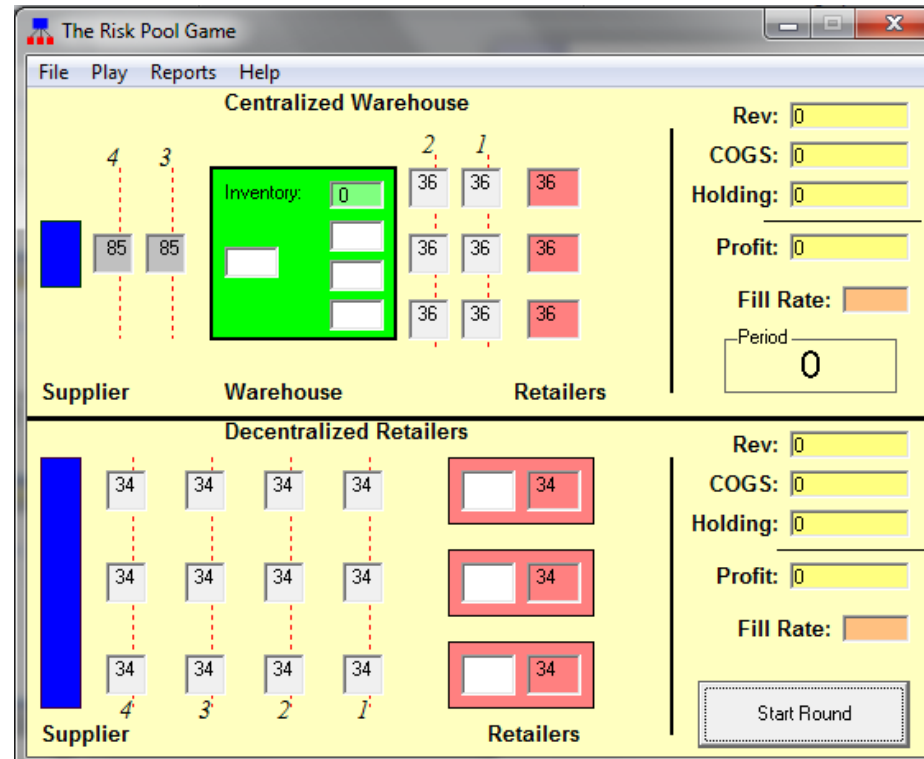 The Risk Pool Game
File Play Reports Help
Centralized Warehouse
4 3 2 1
Inventory: 0
85 85
36 36 36
36 36 36
36 36 36
Supplier Warehouse Retailers
Rev: 0
COGS: 0
Holding: 0
Profit: 0
Fill Rate:
Period
0
Decentralized Retailers
34 34 34 34 34
34 34 34 34 34
34 34 34 34 34
4 3 2 1
Supplier Retailers
Rev: 0
COGS: 0
Holding: 0
Profit: 0
Fill Rate:
Start Round